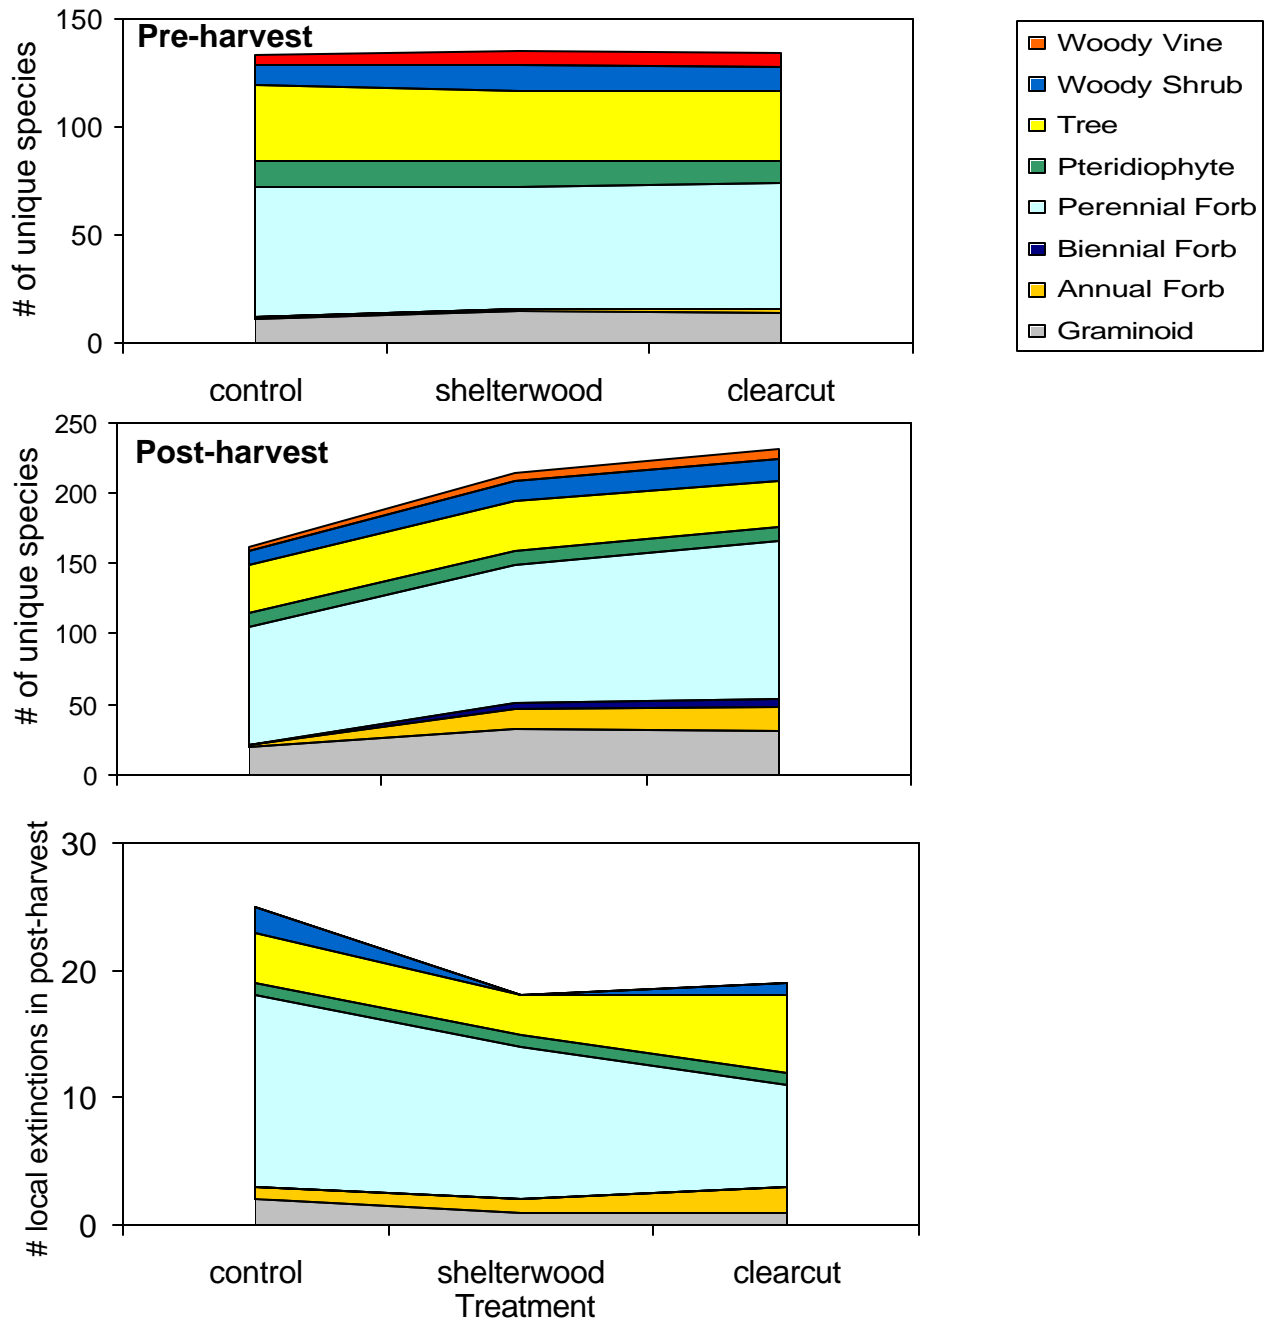 Pre-harvest
# of unique species
150
100
50
0
control shelterwood clearcut
Woody Vine
Woody Shrub
Tree
Pteridiophyte
Perennial Forb
Biennial Forb
Annual Forb
Graminoid
Post-harvest
# of unique species
250
200
150
100
50
0
# local extinctions in post-harvest
30
20
10
0
control shelterwood clearcut
Treatment